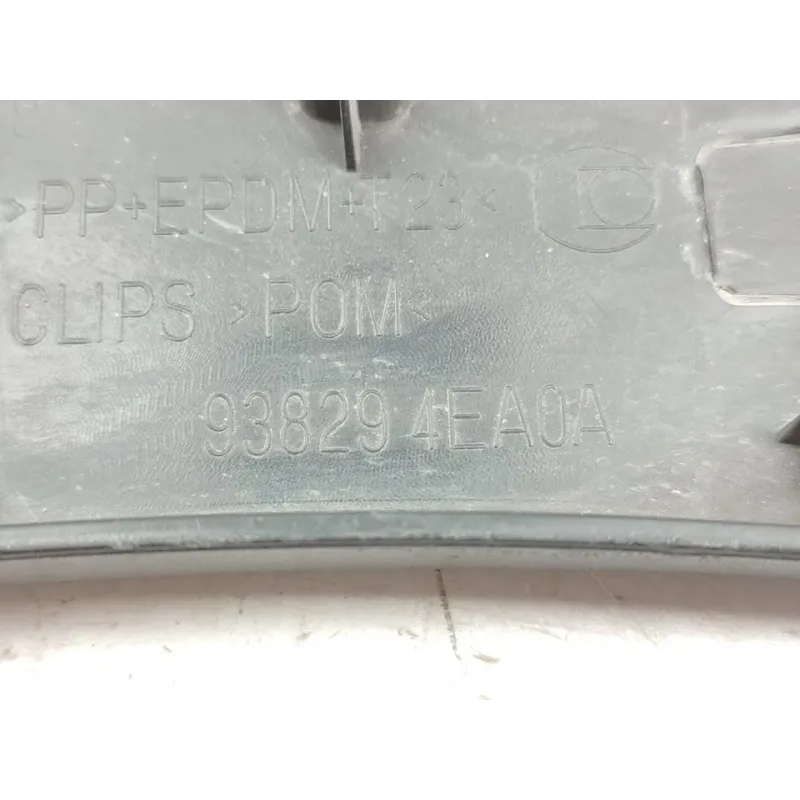 >PP+EPDM+T23<
CLIPS >POM<
93829 4EA0A